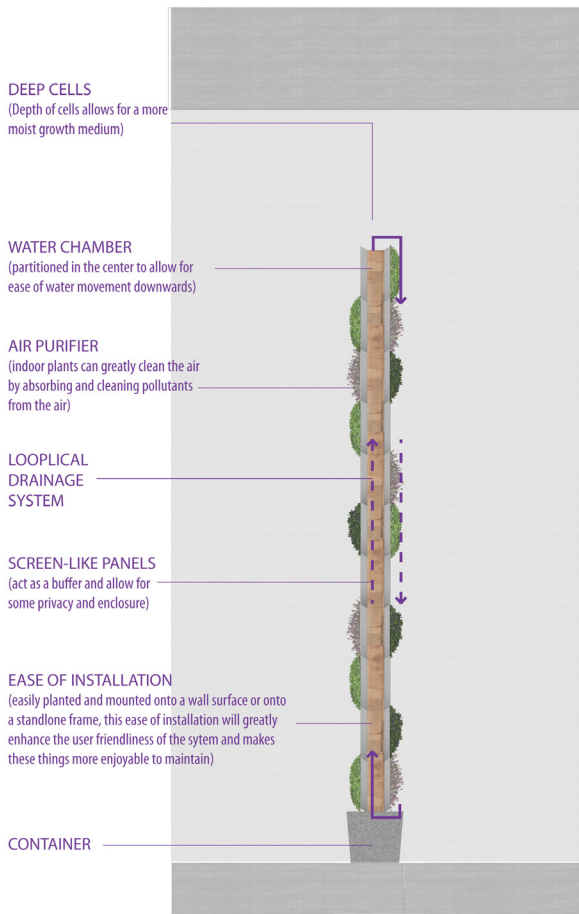 DEEP CELLS
(Depth of cells allows for a more
moist growth medium)
WATER CHAMBER
(partitioned in the center to allow for
ease of water movement downwards)
AIR PURIFIER
(indoor plants can greatly clean the air
by absorbing and cleaning pollutants
from the air)
LOOPLICAL
DRAINAGE
SYSTEM
SCREEN-LIKE PANELS
(act as a buffer and allow for
some privacy and enclosure)
EASE OF INSTALLATION
(easily planted and mounted onto a wall surface or onto
a standlone frame, this ease of installation will greatly
enhance the user friendliness of the sytem and makes
these things more enjoyable to maintain)
CONTAINER